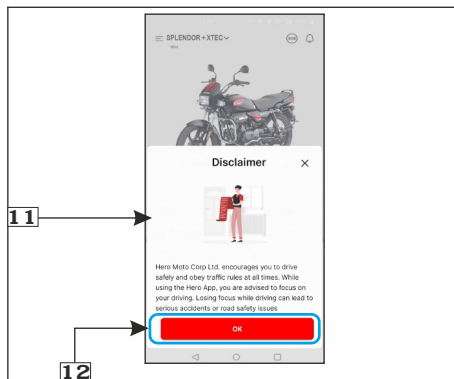 SPLENDOR + XTEC
Disclaimer
11
Hero Moto Corp Ltd. encourages you to drive
safely and obey traffic rules at all times. While
using the Hero App, you are advised to focus on
your driving. Losing focus while driving can lead to
serious accidents or road safety issues
OK
12